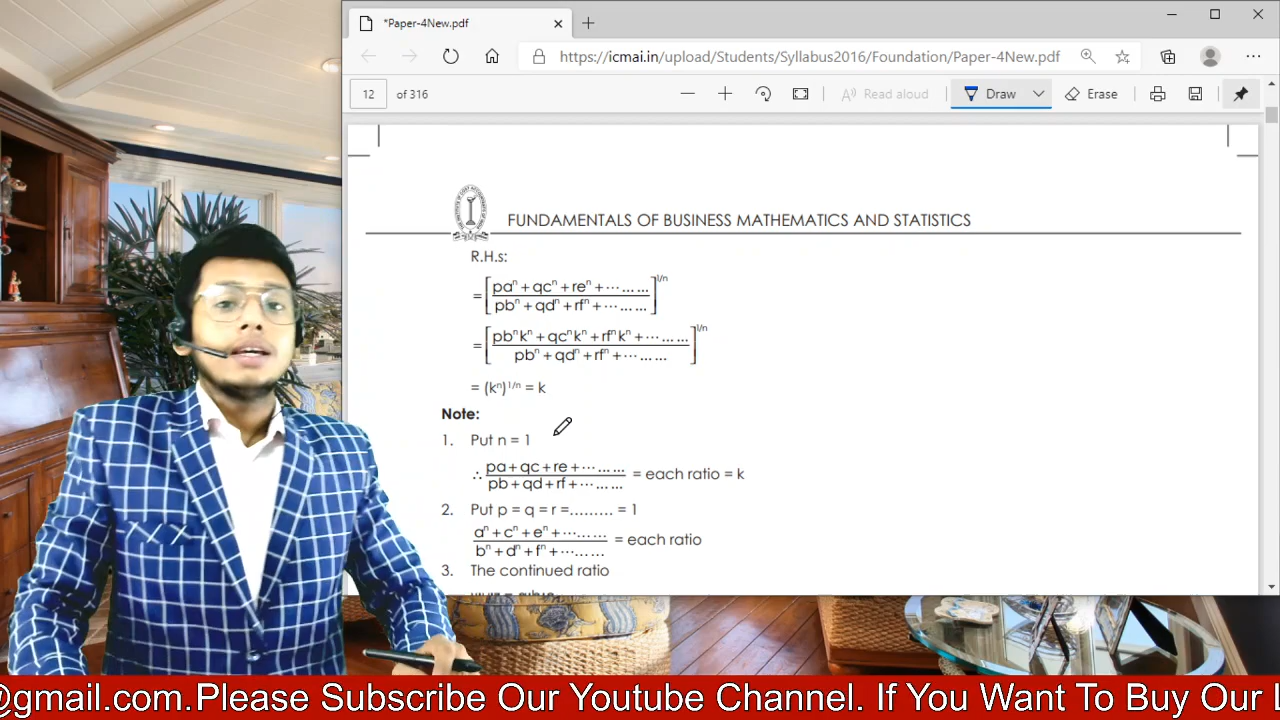 *Paper-4New.pdf
https://icmai.in/upload/Students/Syllabus2016/Foundation/Paper-4New.pdf
12 of 316
Read aloud
Draw
Erase
FUNDAMENTALS OF BUSINESS MATHEMATICS AND STATISTICS
R.H.s:
= [paⁿ + qcⁿ + reⁿ + ⋯ ... ... / pbⁿ + qdⁿ + rfⁿ + ⋯ ... ...]^1/n
= [pbⁿkⁿ + qcⁿkⁿ + rfⁿkⁿ + ⋯ ... ... / pbⁿ + qdⁿ + rfⁿ + ⋯ ... ...]^1/n
= (kⁿ)^1/n = k
Note:
1. Put n = 1
∴ pa + qc + re + ⋯ ... ... / pb + qd + rf + ⋯ ... ... = each ratio = k
2. Put p = q = r =......... = 1
aⁿ + cⁿ + eⁿ + ⋯... ... / bⁿ + dⁿ + fⁿ + ⋯... ... = each ratio
3. The continued ratio
@gmail.com.Please Subscribe Our Youtube Channel. If You Want To Buy Our